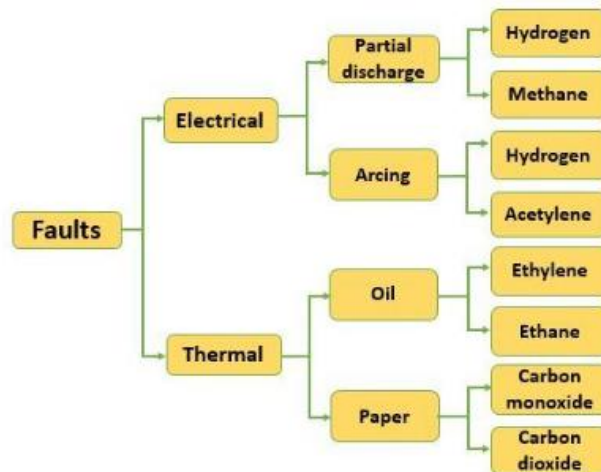 Faults
Electrical
Partial
discharge
Hydrogen
Methane
Arcing
Hydrogen
Acetylene
Thermal
Oil
Ethylene
Ethane
Paper
Carbon
monoxide
Carbon
dioxide